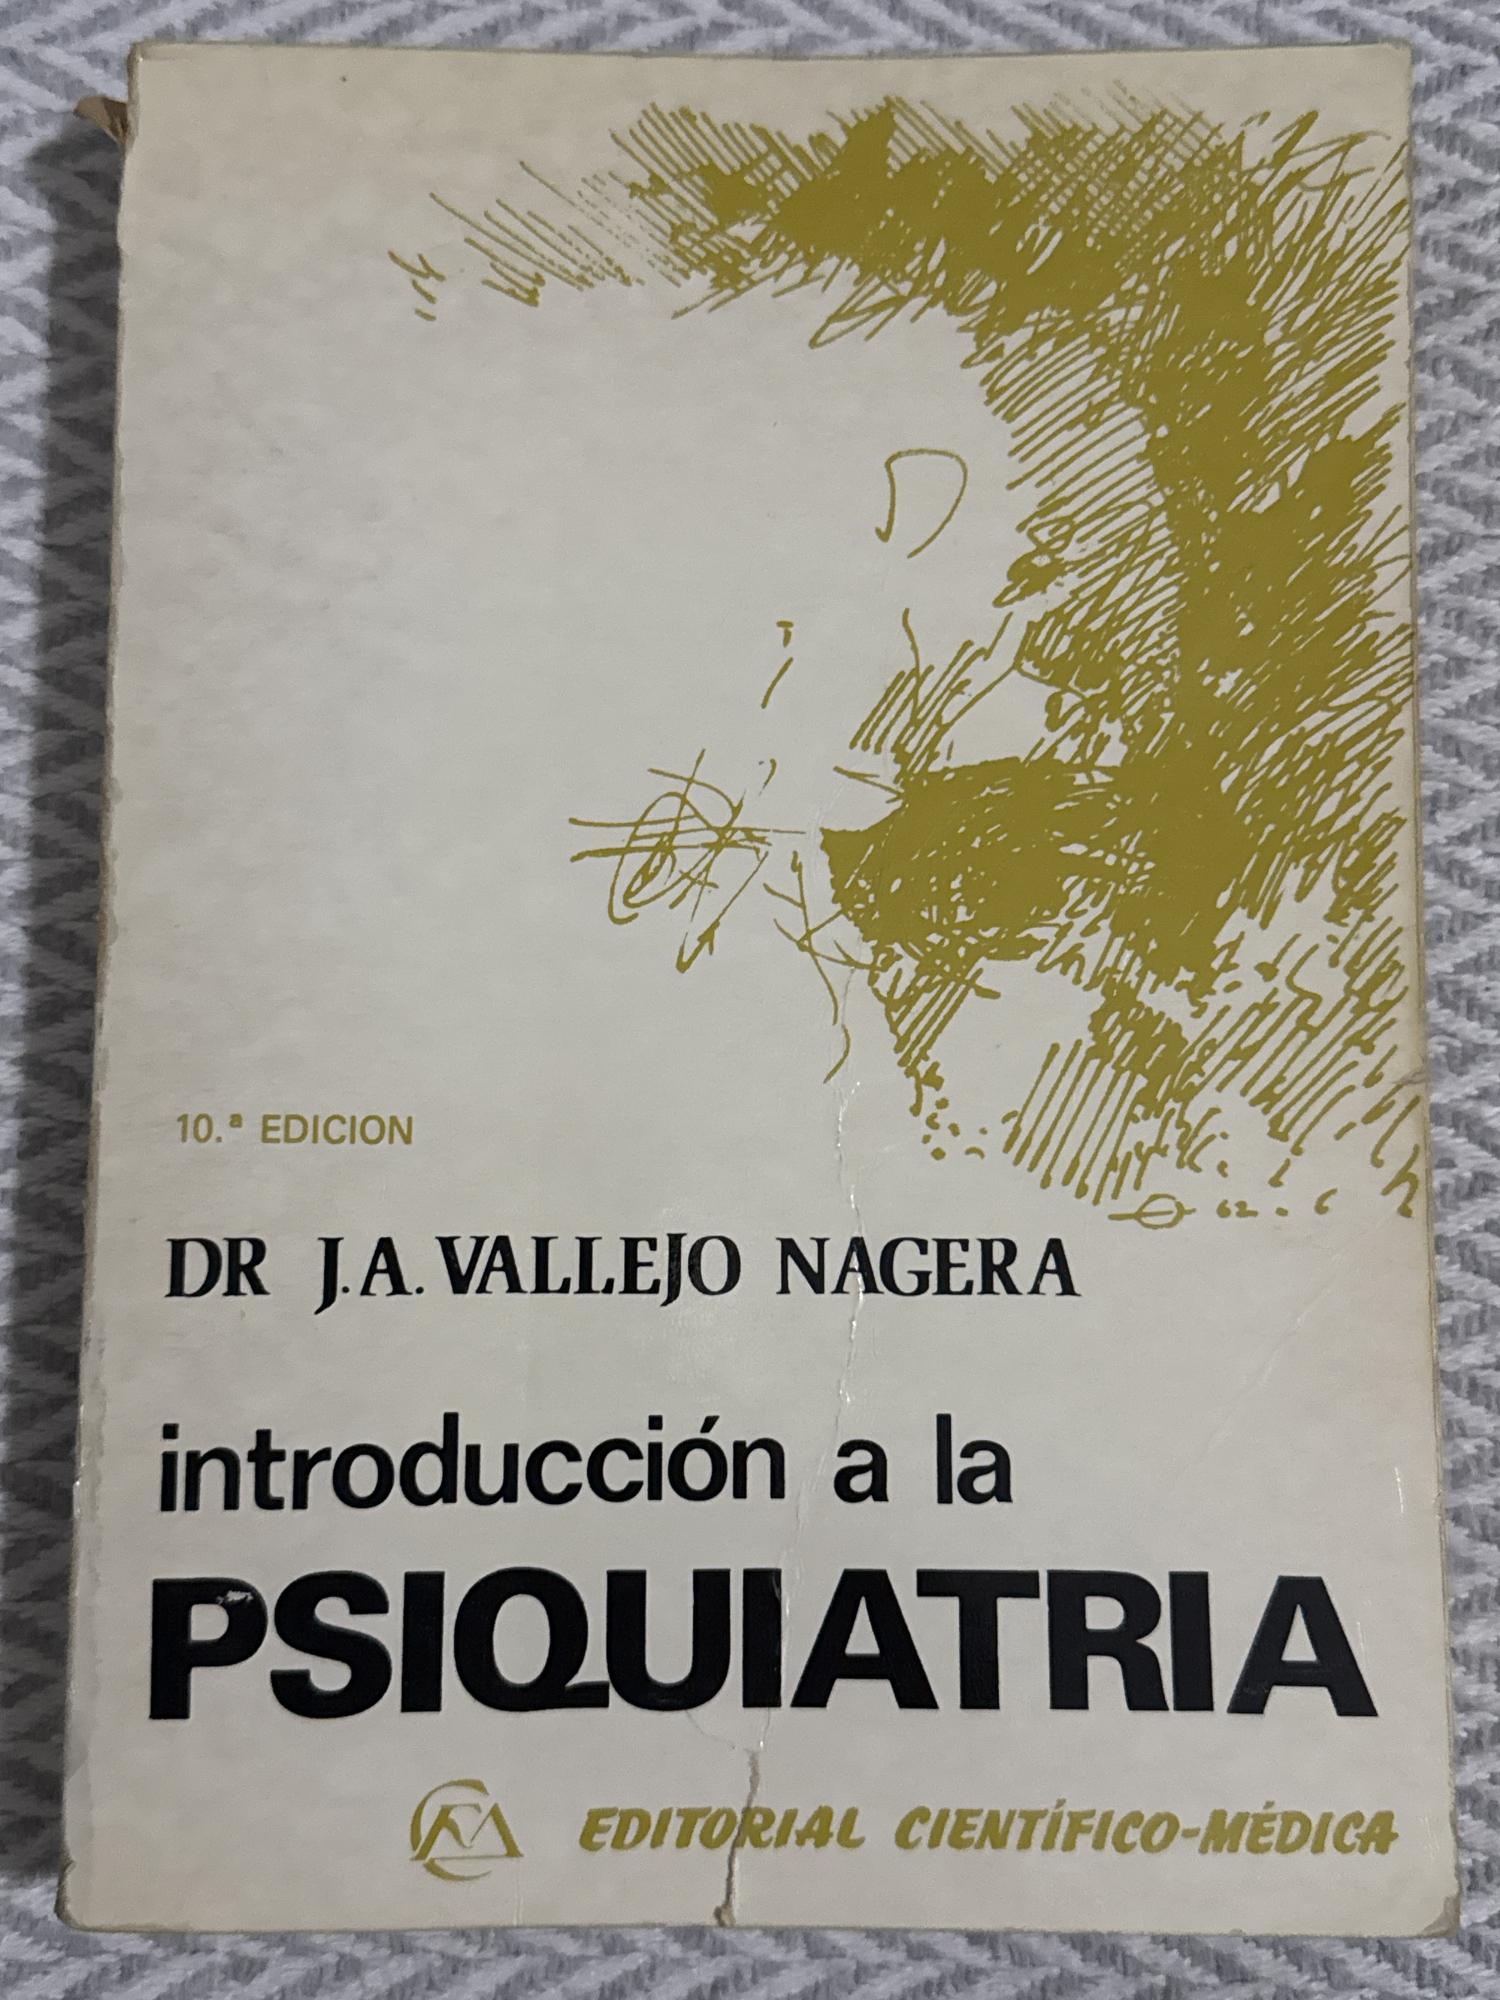 10.ª EDICION
DR J.A. VALLEJO NAGERA
introducción a la
PSIQUIATRIA
EDITORIAL CIENTÍFICO-MÉDICA